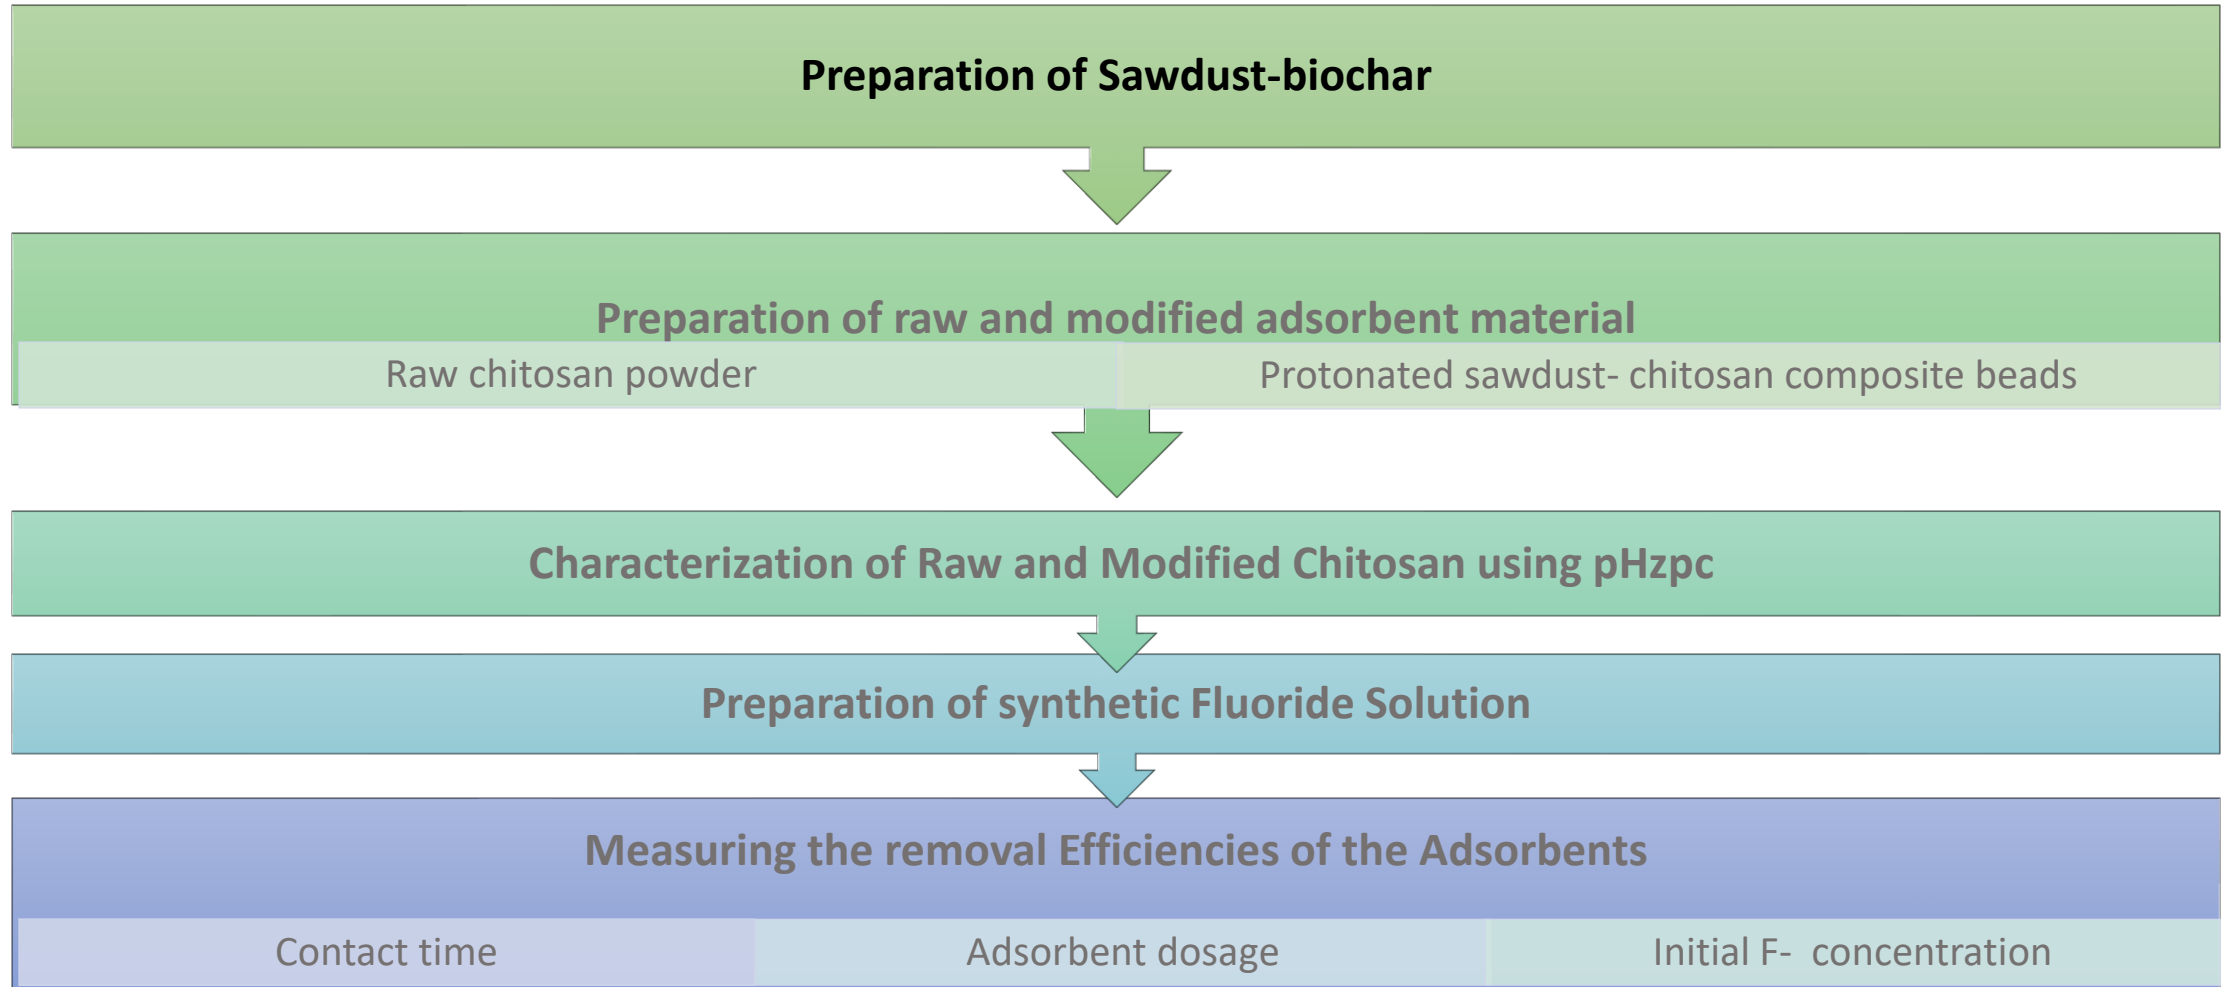 Preparation of Sawdust-biochar
Preparation of raw and modified adsorbent material
Raw chitosan powder
Protonated sawdust- chitosan composite beads
Characterization of Raw and Modified Chitosan using pHzpc
Preparation of synthetic Fluoride Solution
Measuring the removal Efficiencies of the Adsorbents
Contact time
Adsorbent dosage
Initial F-  concentration